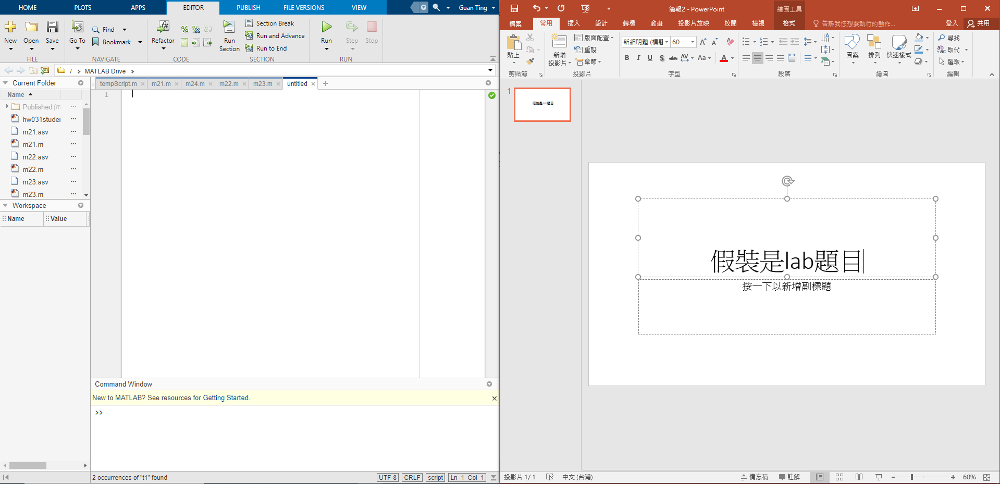 HOME PLOTS APPS EDITOR PUBLISH FILE VERSIONS VIEW Guan Ting
New Open Save
FILE
Go To Find
Bookmark
NAVIGATE
Refactor
CODE
Run Section
Section Break
Run and Advance
Run to End
SECTION
Run Step Stop
RUN
/ MATLAB Drive
Current Folder
Name
Published
hw031studer
m21.asv
m21.m
m22.asv
m22.m
m23.asv
m23.m
Workspace
Name Value
tempScript.m m21.m m24.m m22.m m23.m untitled
1
Command Window
New to MATLAB? See resources for Getting Started.
>>
2 occurrences of "t1" found
UTF-8 CRLF script Ln 1 Col 1
簡報2 - PowerPoint
繪圖工具
檔案 常用 插入 設計 轉場 動畫 投影片放映 校閱 檢視 格式 告訴我您想要執行的動作... 登入 共用
貼上
剪貼簿
新增
投影片
版面配置
重設
章節
投影片
新細明體 (標題 60
B I U S abc AV Aa A
字型
段落
圖案 排列 快速樣式
繪圖
尋找
取代
選取
編輯
1
假裝是lab題目
假裝是lab題目
按一下以新增副標題
投影片 1/1 中文 (台灣) 備忘稿 註解 60%